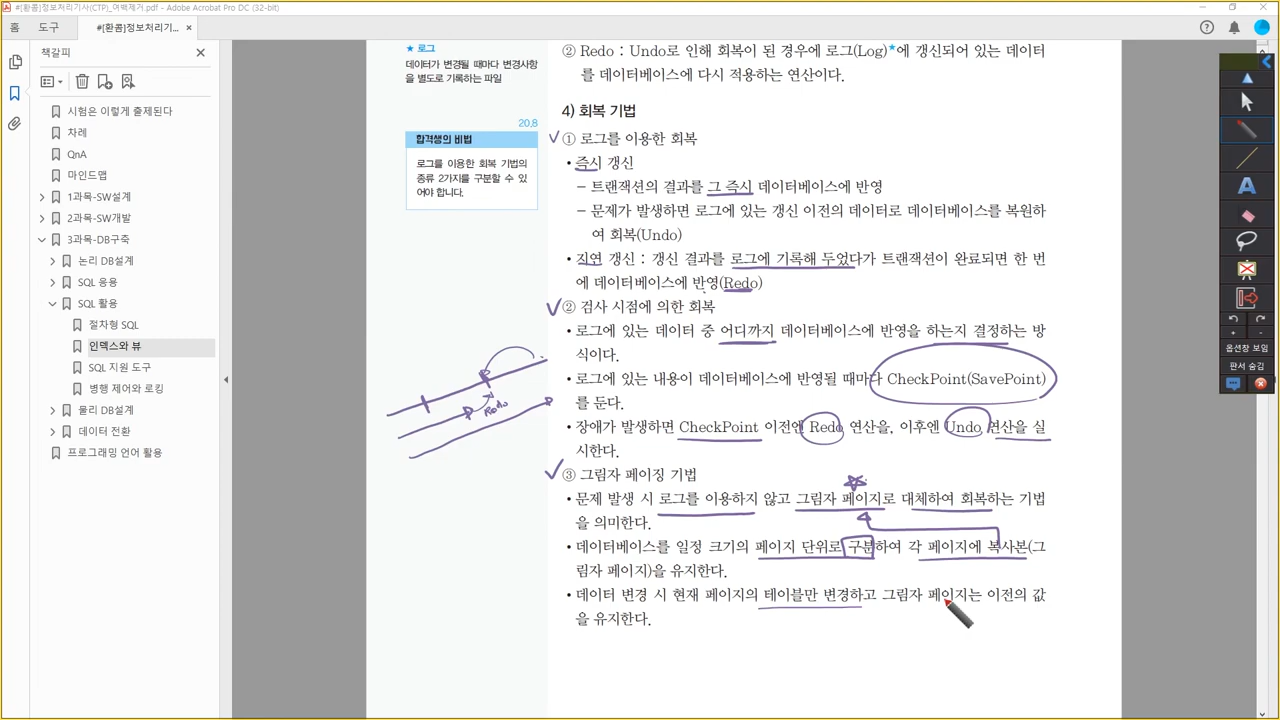 #[환콤]정보처리기사(CTP)_여백제거.pdf - Adobe Acrobat Pro DC (32-bit)
홈
도구
#[환콤]정보처리기...
책갈피
시험은 이렇게 출제된다
차례
QnA
마인드맵
1과목-SW설계
2과목-SW개발
3과목-DB구축
논리 DB설계
SQL 응용
SQL 활용
절차형 SQL
인덱스와 뷰
SQL 지원 도구
병행 제어와 로킹
물리 DB설계
데이터 전환
프로그래밍 언어 활용
★ 로그
데이터가 변경될 때마다 변경사항
을 별도로 기록하는 파일
20.8
합격생의 비법
로그를 이용한 회복 기법의
종류 2가지를 구분할 수 있
어야 합니다.
Redo
② Redo : Undo로 인해 회복이 된 경우에 로그(Log)★에 갱신되어 있는 데이터
를 데이터베이스에 다시 적용하는 연산이다.
4) 회복 기법
① 로그를 이용한 회복
• 즉시 갱신
– 트랜잭션의 결과를 그 즉시 데이터베이스에 반영
– 문제가 발생하면 로그에 있는 갱신 이전의 데이터로 데이터베이스를 복원하
여 회복(Undo)
• 지연 갱신 : 갱신 결과를 로그에 기록해 두었다가 트랜잭션이 완료되면 한 번
에 데이터베이스에 반영(Redo)
② 검사 시점에 의한 회복
• 로그에 있는 데이터 중 어디까지 데이터베이스에 반영을 하는지 결정하는 방
식이다.
• 로그에 있는 내용이 데이터베이스에 반영될 때마다 CheckPoint(SavePoint)
를 둔다.
• 장애가 발생하면 CheckPoint 이전엔 Redo 연산을, 이후엔 Undo 연산을 실
시한다.
③ 그림자 페이징 기법
• 문제 발생 시 로그를 이용하지 않고 그림자 페이지로 대체하여 회복하는 기법
을 의미한다.
• 데이터베이스를 일정 크기의 페이지 단위로 구분하여 각 페이지에 복사본(그
림자 페이지)을 유지한다.
• 데이터 변경 시 현재 페이지의 테이블만 변경하고 그림자 페이지는 이전의 값
을 유지한다.
옵션창 보임
판서 숨김